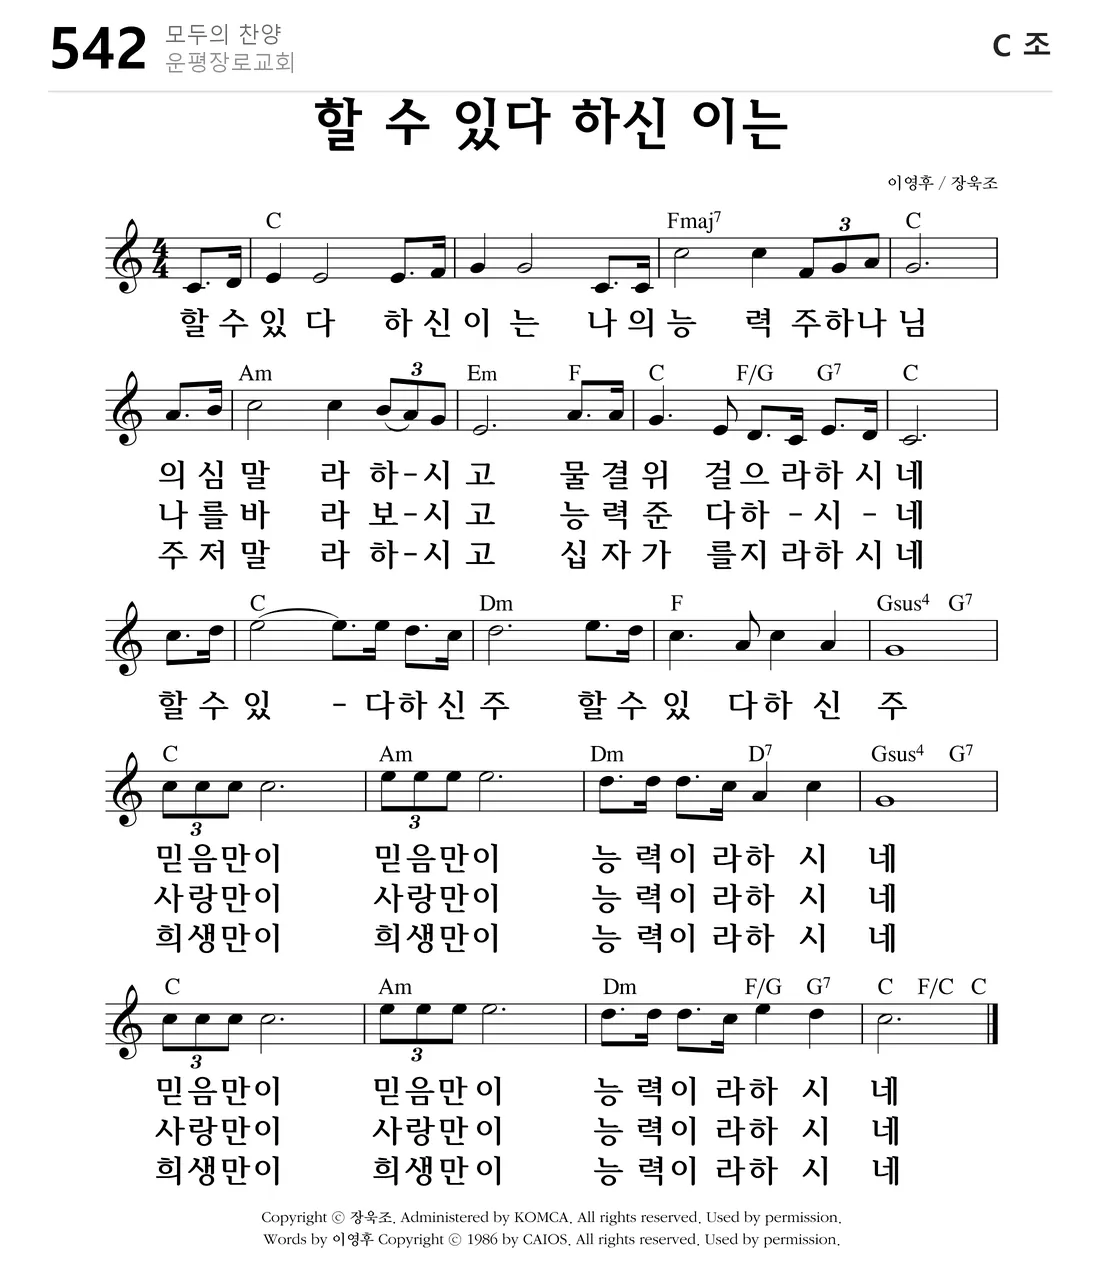 542 모두의 찬양
운평장로교회
C 조
할 수 있다 하신 이는
이영후 / 장욱조
C Fmaj7 3 C
4
4
할 수 있 다 하 신 이 는 나 의 능 력 주하나 님
Am 3 Em F C F/G G7 C
의 심 말 라 하-시 고 물 결 위 걸 으 라하 시 네
나 를 바 라 보-시 고 능 력 준 다하 - 시 - 네
주 저 말 라 하-시 고 십 자 가 를지 라하 시 네
C Dm F Gsus4 G7
할 수 있 - 다하 신 주 할 수 있 다하 신 주
C Am Dm D7 Gsus4 G7
3 3
믿음만이 믿음만이 능 력이 라하 시 네
사랑만이 사랑만이 능 력이 라하 시 네
희생만이 희생만이 능 력이 라하 시 네
C Am Dm F/G G7 C F/C C
3 3
믿음만이 믿음만 이 능 력이 라하 시 네
사랑만이 사랑만 이 능 력이 라하 시 네
희생만이 희생만 이 능 력이 라하 시 네
Copyright ⓒ 장욱조. Administered by KOMCA. All rights reserved. Used by permission.
Words by 이영후 Copyright ⓒ 1986 by CAIOS. All rights reserved. Used by permission.